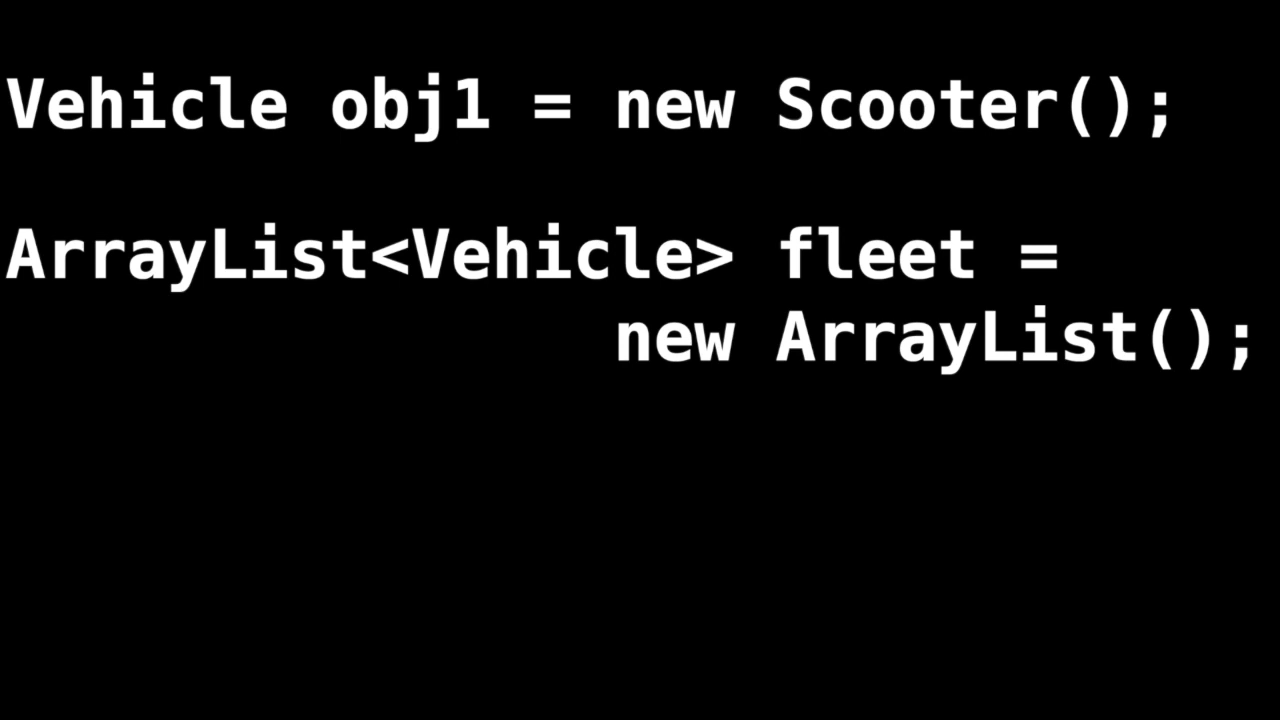 Vehicle obj1 = new Scooter();
ArrayList<Vehicle> fleet =
new ArrayList();